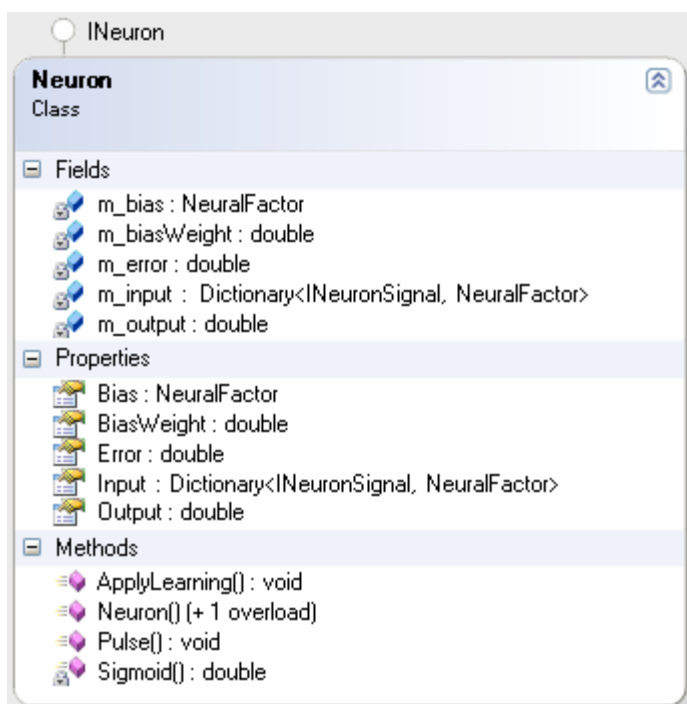 INeuron
Neuron
Class
Fields
m_bias : NeuralFactor
m_biasWeight : double
m_error : double
m_input : Dictionary<INeuronSignal, NeuralFactor>
m_output : double
Properties
Bias : NeuralFactor
BiasWeight : double
Error : double
Input : Dictionary<INeuronSignal, NeuralFactor>
Output : double
Methods
ApplyLearning() : void
Neuron() (+ 1 overload)
Pulse() : void
Sigmoid() : double